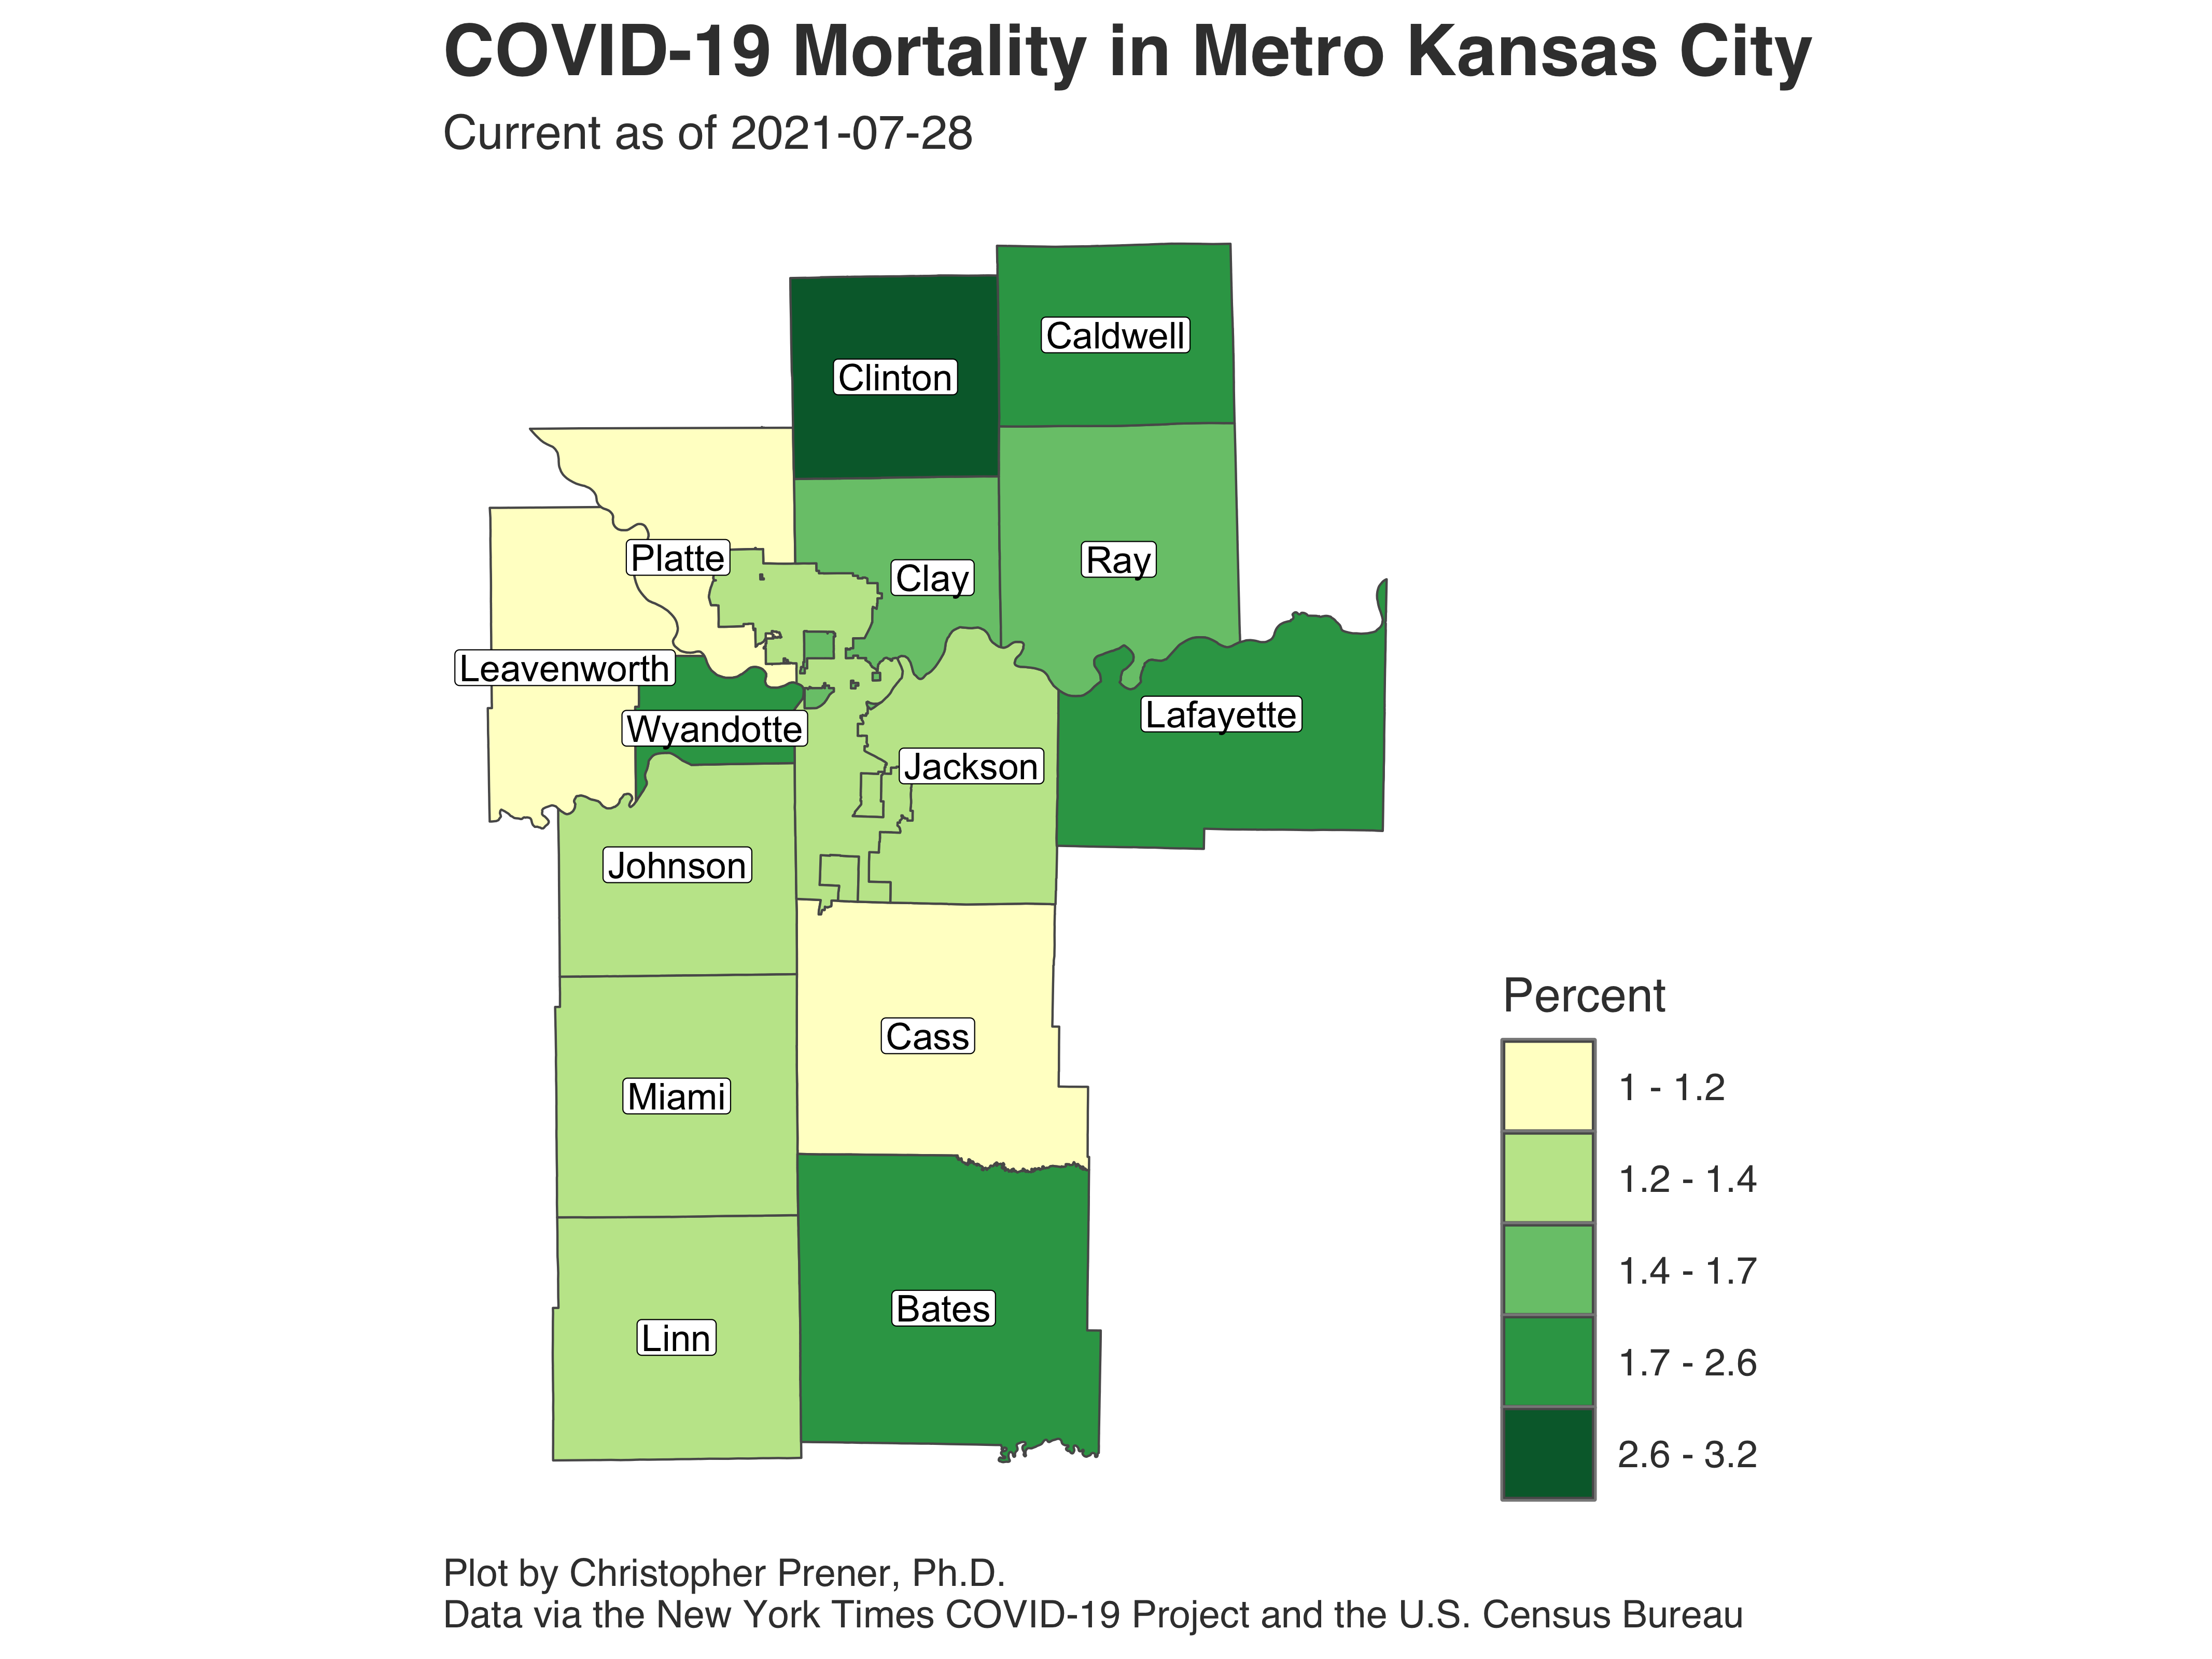 COVID-19 Mortality in Metro Kansas City
Current as of 2021-07-28
Caldwell
Clinton
Platte
Clay
Ray
Leavenworth
Wyandotte
Lafayette
Jackson
Johnson
Cass
Miami
Bates
Linn
Percent
1 - 1.2
1.2 - 1.4
1.4 - 1.7
1.7 - 2.6
2.6 - 3.2
Plot by Christopher Prener, Ph.D.
Data via the New York Times COVID-19 Project and the U.S. Census Bureau